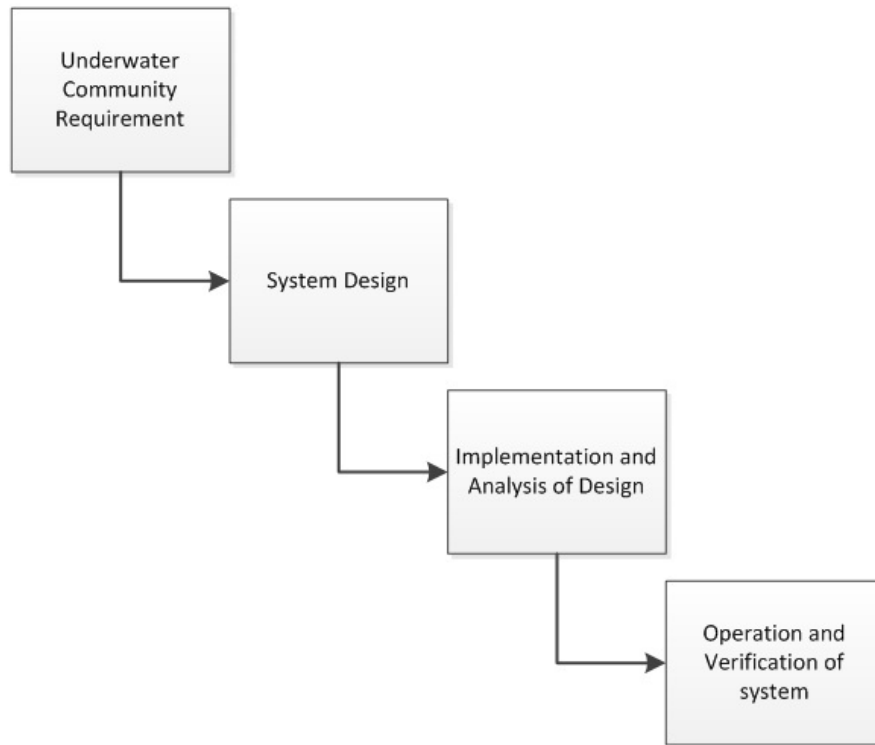 Underwater
Community
Requirement
System Design
Implementation and
Analysis of Design
Operation and
Verification of
system